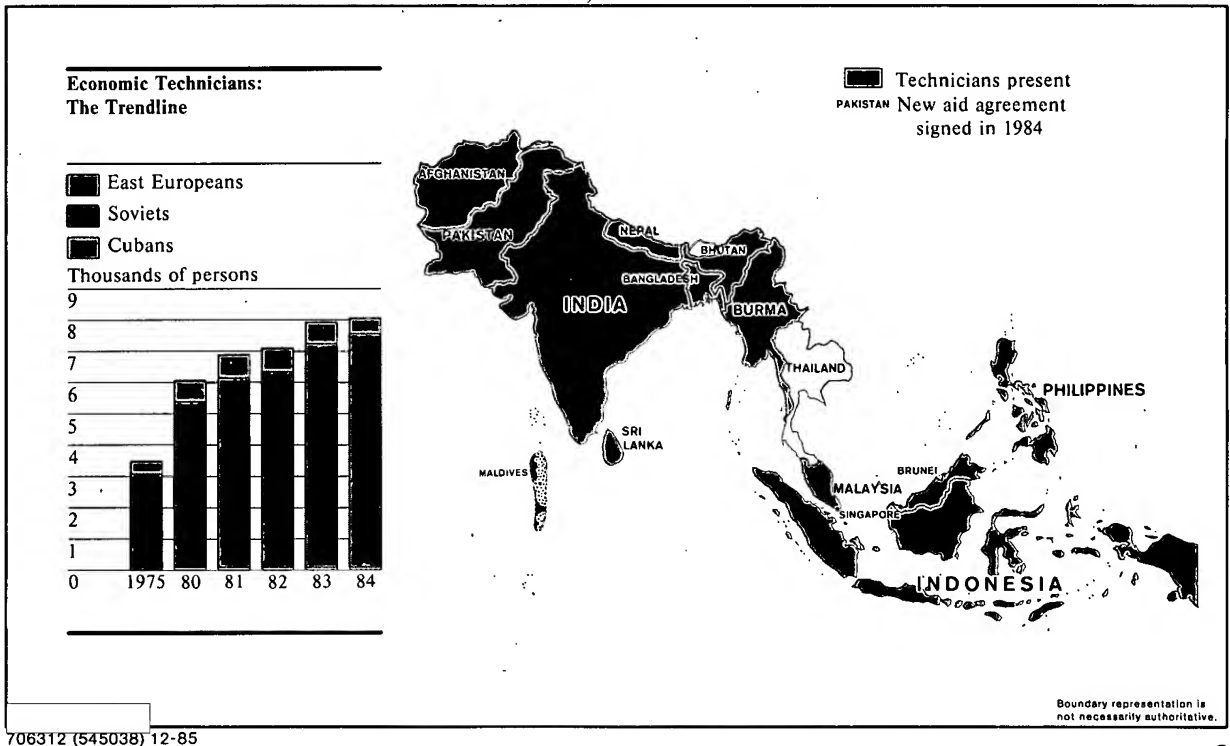 Economic Technicians:
The Trendline
East Europeans
Soviets
Cubans
Thousands of persons
9
8
7
6
5
4
3
2
1
0
1975 80 81 82 83 84
Technicians present
PAKISTAN New aid agreement
signed in 1984
AFGHANISTAN
PAKISTAN
NEPAL
BHUTAN
BANGLADESH
INDIA
BURMA
THAILAND
PHILIPPINES
SRI
LANKA
MALDIVES
BRUNEI
MALAYSIA
SINGAPORE
INDONESIA
Boundary representation is
not necessarily authoritative.
706312 (545038) 12-85